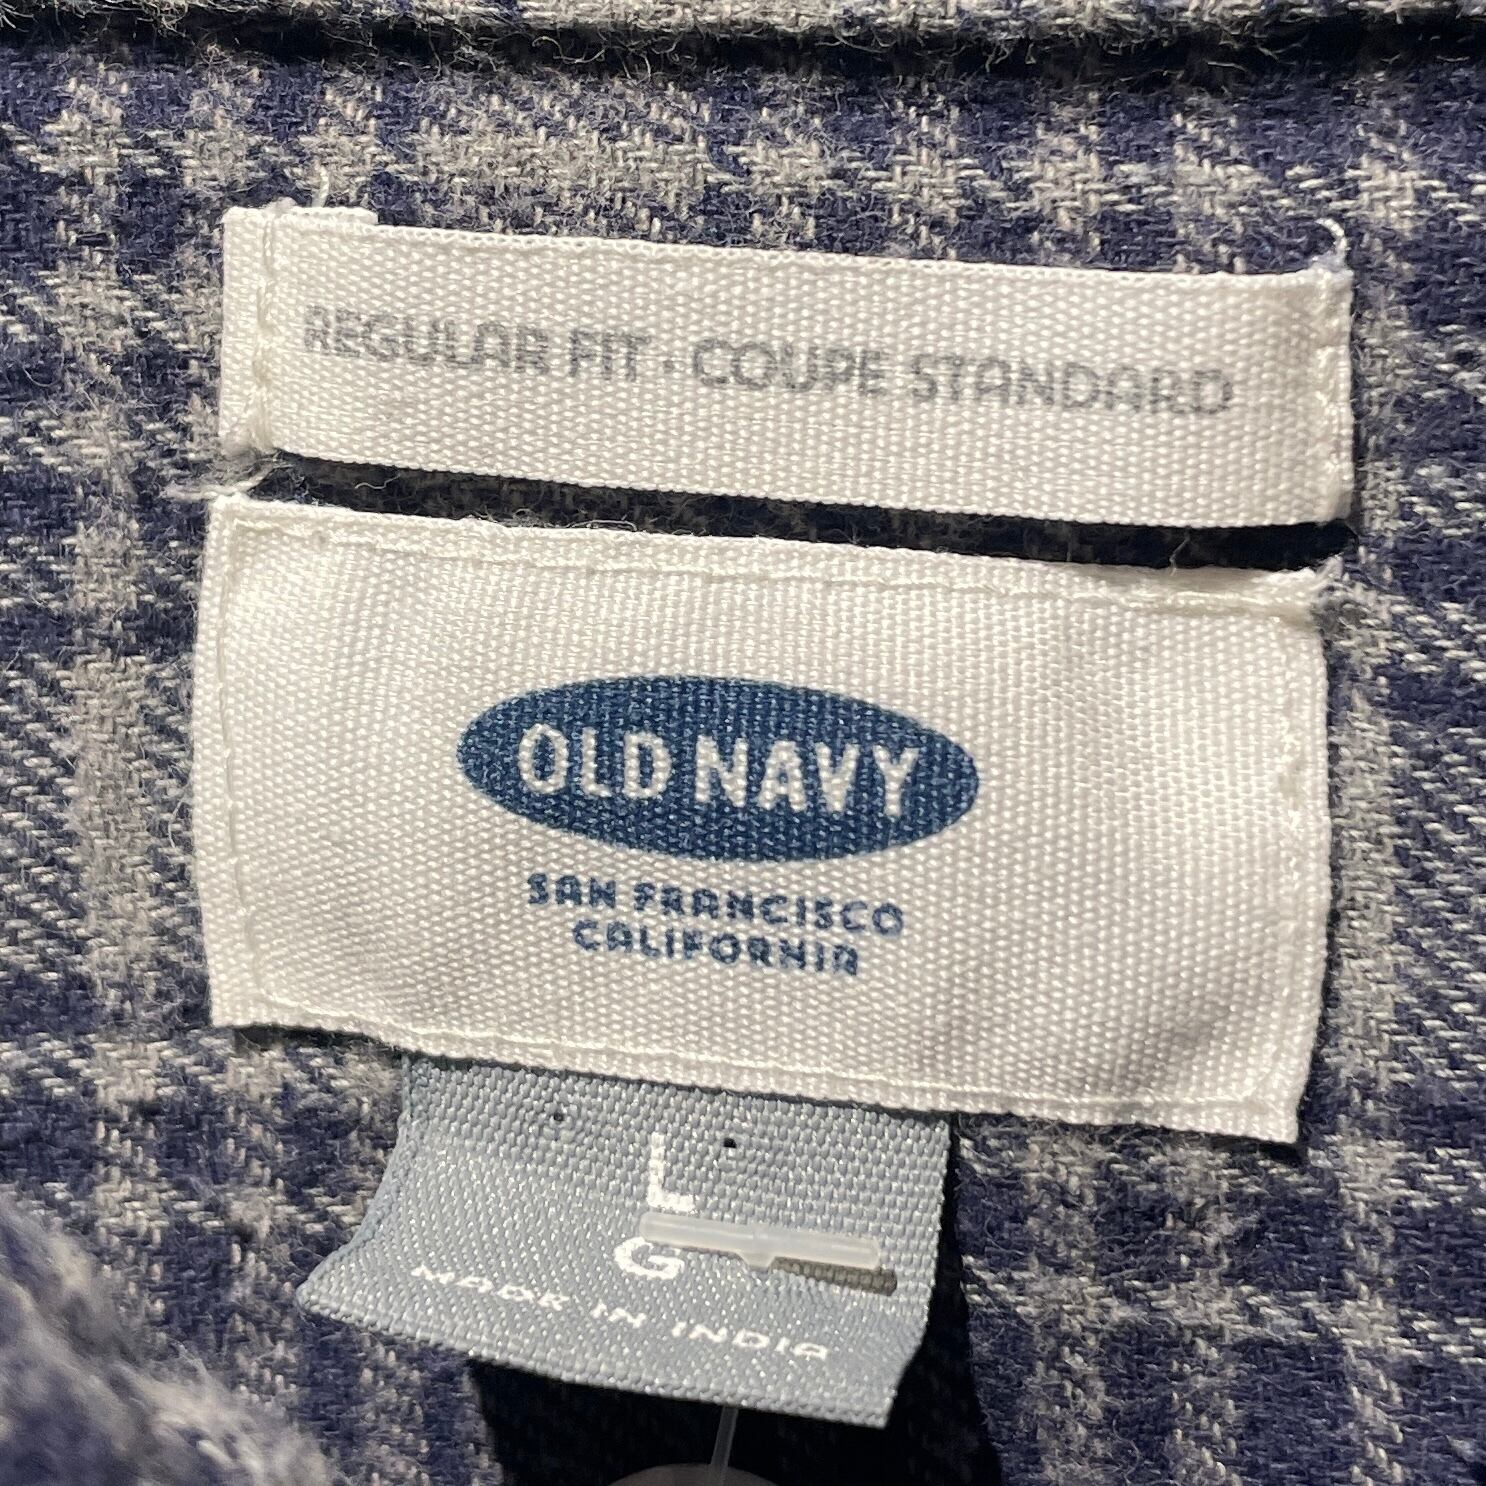 REGULAR FIT · COUPE STANDARD
OLD NAVY
SAN FRANCISCO
CALIFORNIA
L
G
MADE IN INDIA